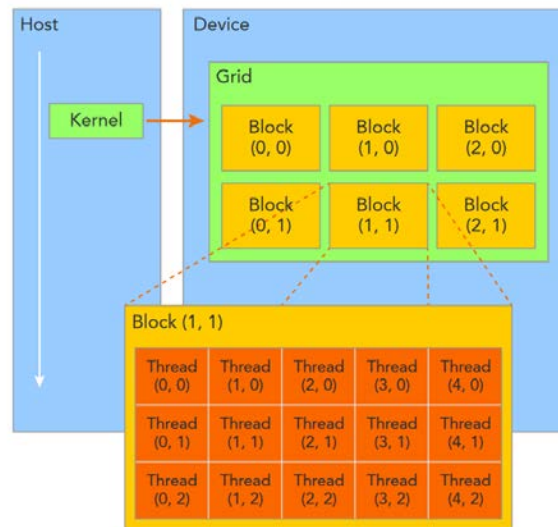 Host
Device
Grid
Kernel
Block
(0, 0)
Block
(1, 0)
Block
(2, 0)
Block
(0, 1)
Block
(1, 1)
Block
(2, 1)
Block (1, 1)
Thread
(0, 0)
Thread
(1, 0)
Thread
(2, 0)
Thread
(3, 0)
Thread
(4, 0)
Thread
(0, 1)
Thread
(1, 1)
Thread
(2, 1)
Thread
(3, 1)
Thread
(4, 1)
Thread
(0, 2)
Thread
(1, 2)
Thread
(2, 2)
Thread
(3, 2)
Thread
(4, 2)